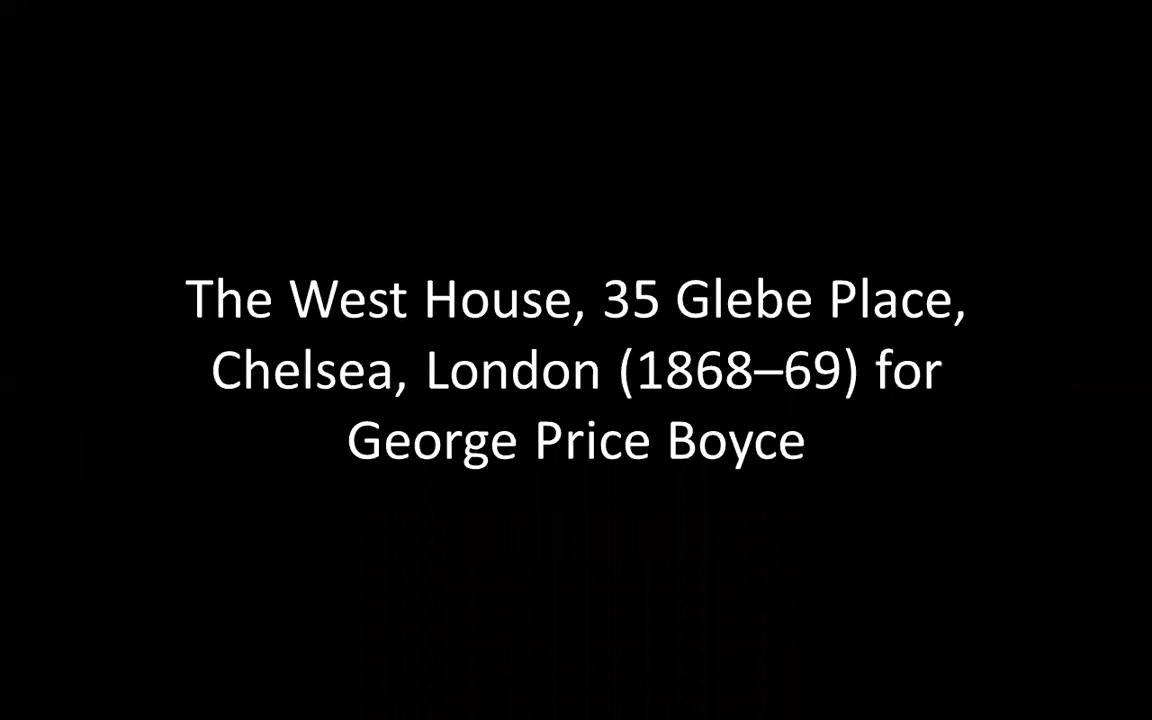 The West House, 35 Glebe Place,
Chelsea, London (1868–69) for
George Price Boyce